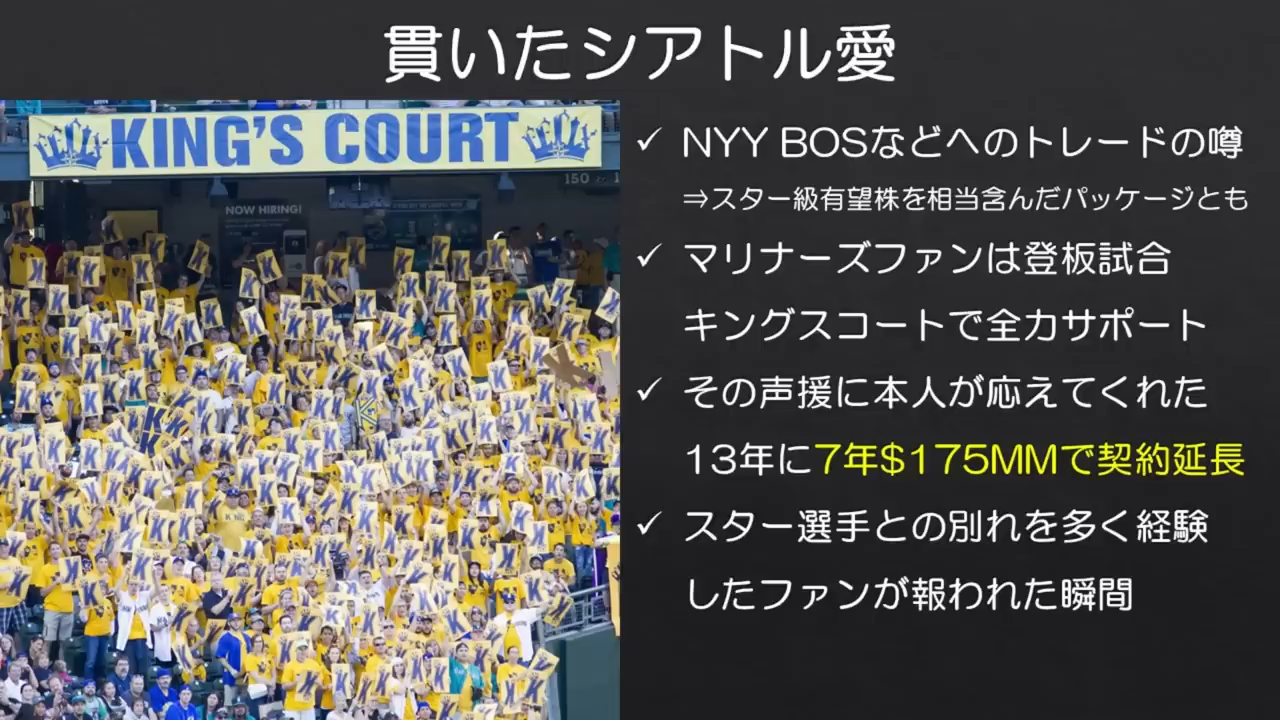 貫いたシアトル愛
KING'S COURT
150
NOW HIRING!
✓ NYY BOSなどへのトレードの噂
⇒スター級有望株を相当含んだパッケージとも
✓ マリナーズファンは登板試合
キングスコートで全力サポート
✓ その声援に本人が応えてくれた
13年に7年$175MMで契約延長
✓ スター選手との別れを多く経験
したファンが報われた瞬間
K